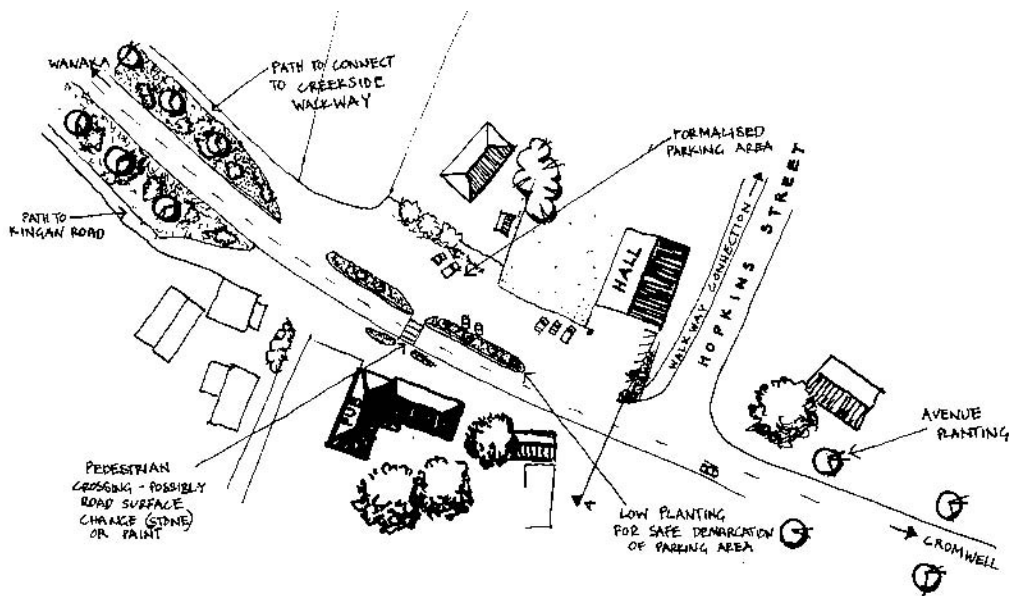 WANAKA
PATH TO CONNECT
TO CREEKSIDE
WALKWAY
FORMALISED
PARKING AREA
PATH TO
KINGAN ROAD
HALL
WALKWAY CONNECTION
HOPKINS STREET
PUB
AVENUE
PLANTING
PEDESTRIAN
CROSSING - POSSIBLY
ROAD SURFACE
CHANGE (STONE)
OR PAINT
A
LOW PLANTING
FOR SAFE DEMARCATION
OF PARKING AREA
CROMWELL